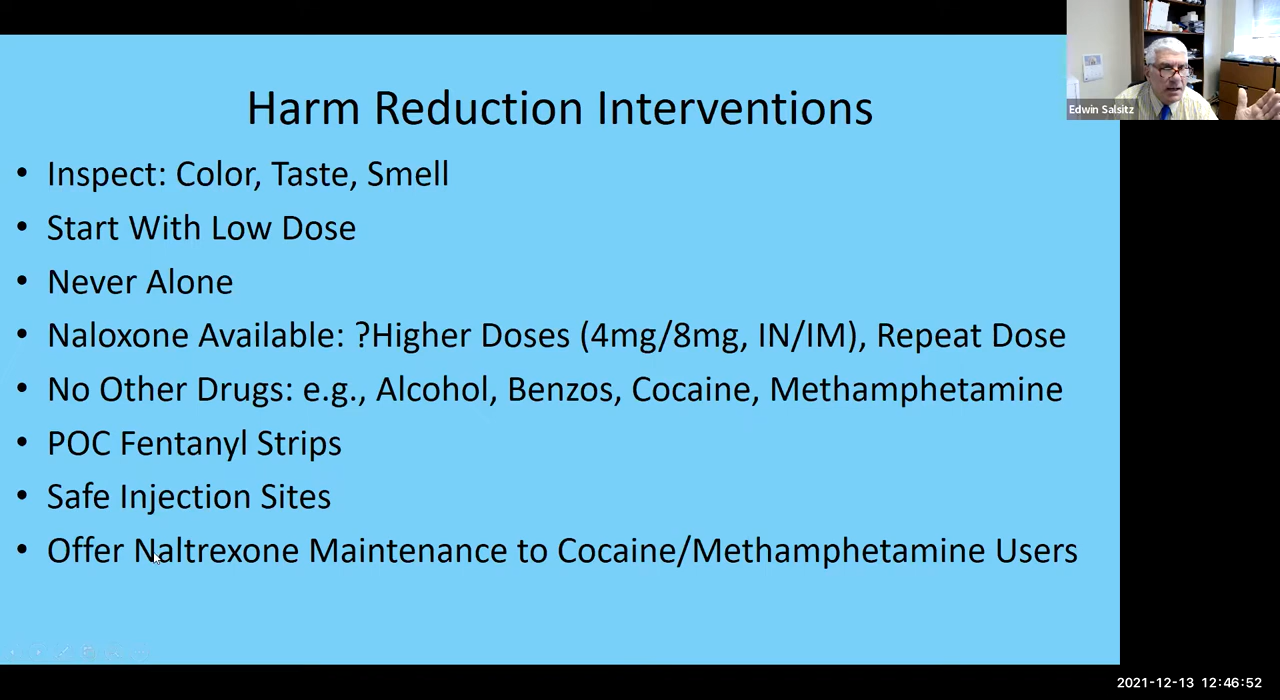 Harm Reduction Interventions
• Inspect: Color, Taste, Smell
• Start With Low Dose
• Never Alone
• Naloxone Available: ?Higher Doses (4mg/8mg, IN/IM), Repeat Dose
• No Other Drugs: e.g., Alcohol, Benzos, Cocaine, Methamphetamine
• POC Fentanyl Strips
• Safe Injection Sites
• Offer Naltrexone Maintenance to Cocaine/Methamphetamine Users
Edwin Salsitz
2021-12-13 12:46:52